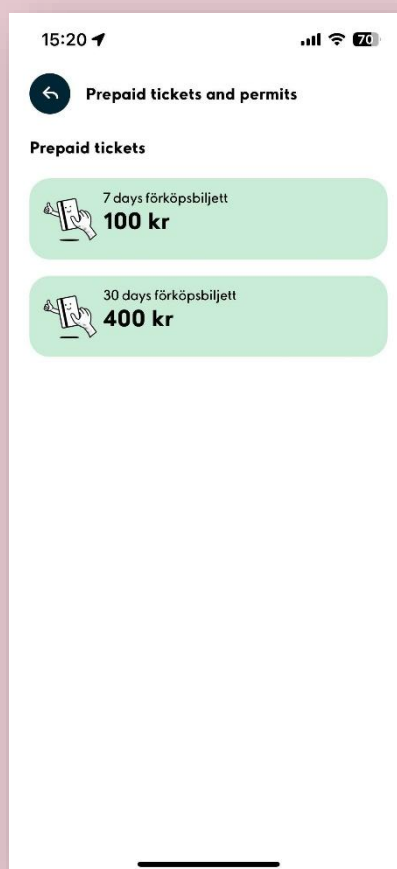 15:20
70
Prepaid tickets and permits
Prepaid tickets
7 days förköpsbiljett
100 kr
30 days förköpsbiljett
400 kr